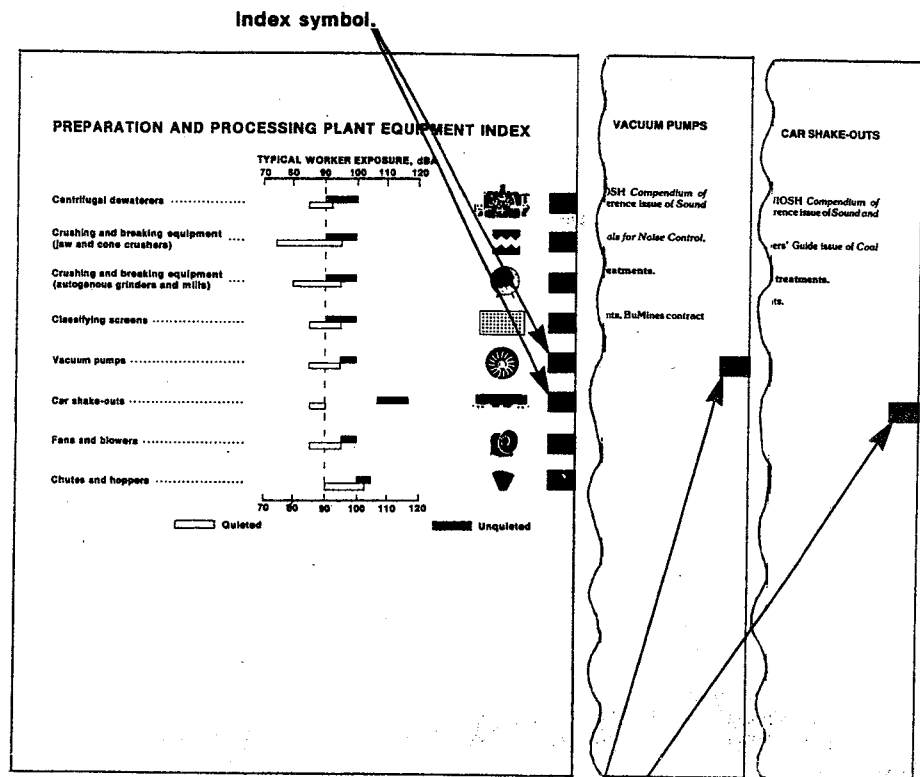 Index symbol.
PREPARATION AND PROCESSING PLANT EQUIPMENT INDEX
TYPICAL WORKER EXPOSURE, dBA
70 80 90 100 110 120
Centrifugal dewaterers
Crushing and breaking equipment
(jaw and cone crushers)
Crushing and breaking equipment
(autogenous grinders and mills)
Classifying screens
Vacuum pumps
Car shake-outs
Fans and blowers
Chutes and hoppers
70 80 90 100 110 120
Quieted
Unquieted
VACUUM PUMPS
Compendium of
issue of Sound
als for Noise Control,
treatments.
nts, BuMines contract
CAR SHAKE-OUTS
IIOSH Compendium of
rence issue of Sound and
ers' Guide issue of Coal
treatments.
its.